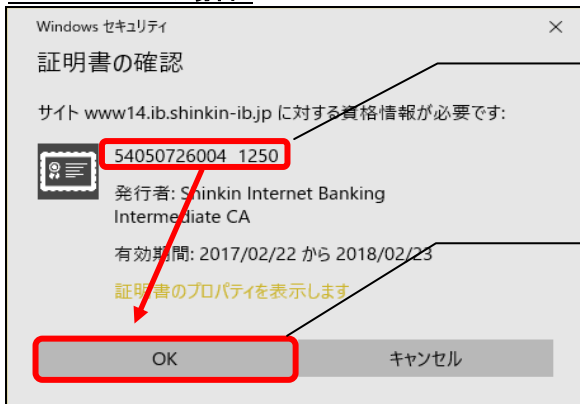 Windows セキュリティ
証明書の確認
サイト www14.ib.shinkin-ib.jp に対する資格情報が必要です:
54050726004 1250
発行者: Shinkin Internet Banking
Intermediate CA
有効期間: 2017/02/22 から 2018/02/23
証明書のプロパティを表示します
OK
キャンセル